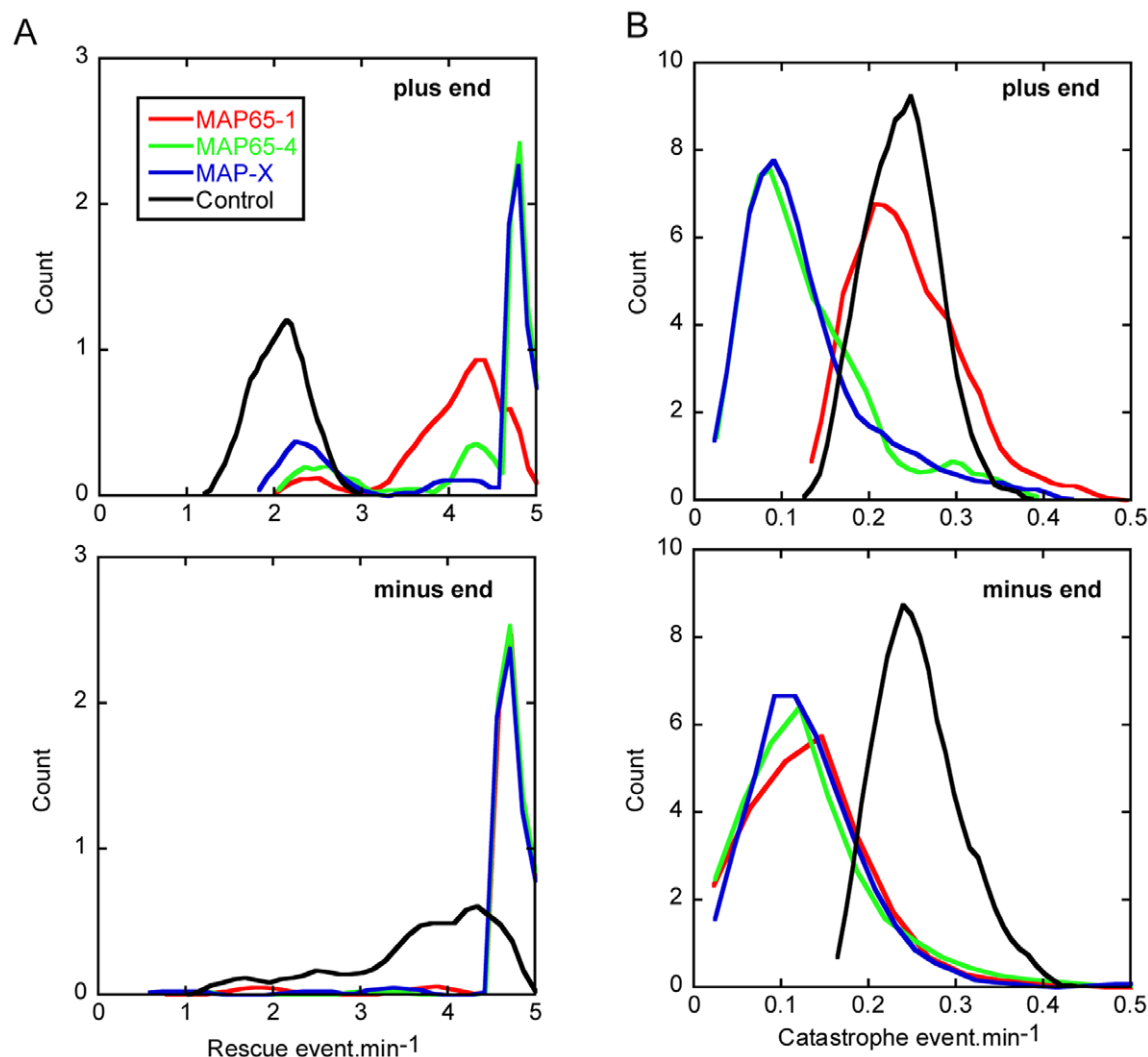 A
3
plus end
MAP65-1
MAP65-4
MAP-X
Control
2
Count
1
0
0 1 2 3 4 5
3
minus end
2
Count
1
0
0 1 2 3 4 5
Rescue event.min-1
B
10
plus end
8
6
Count
4
2
0
0 0.1 0.2 0.3 0.4 0.5
10
minus end
8
6
Count
4
2
0
0 0.1 0.2 0.3 0.4 0.5
Catastrophe event.min-1